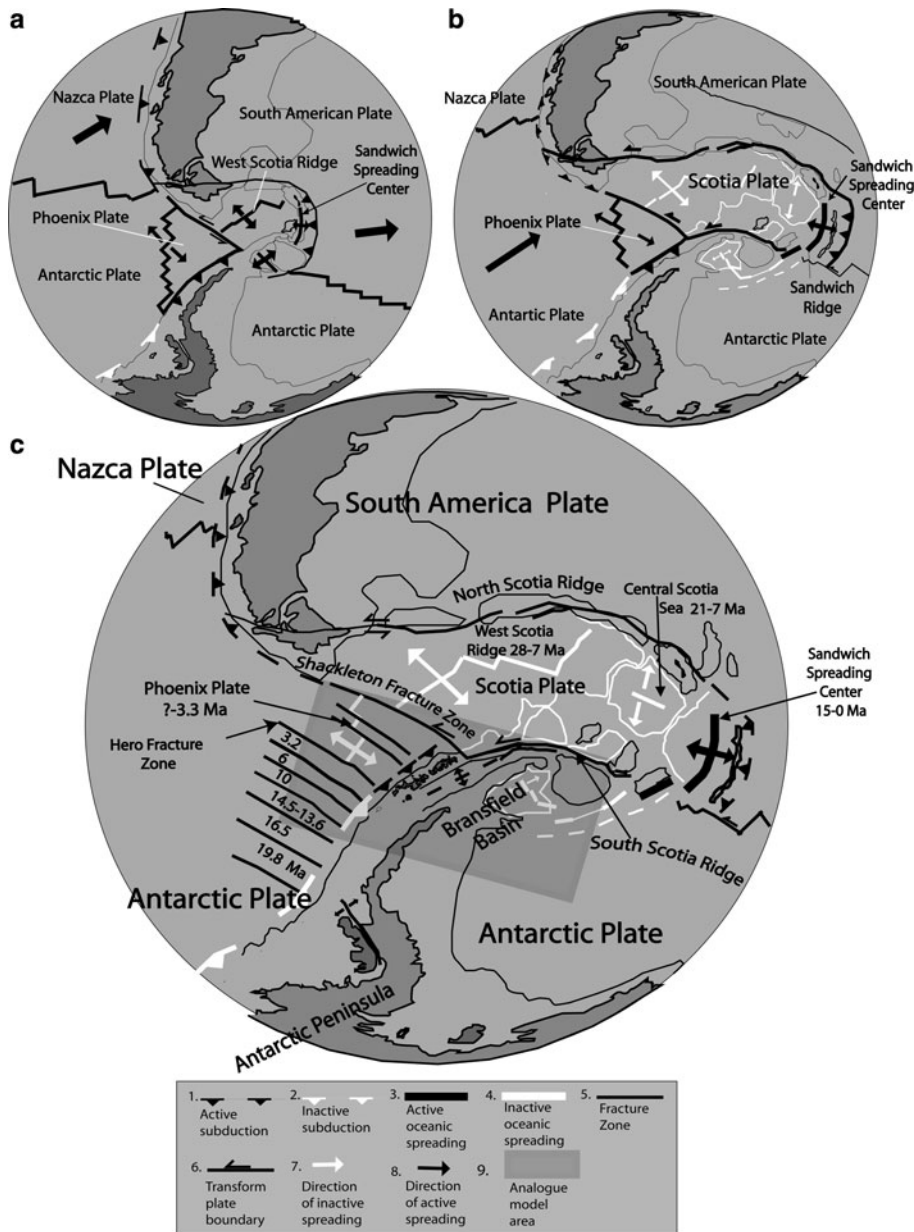 a
Nazca Plate
South American Plate
West Scotia Ridge
Sandwich
Spreading
Center
Phoenix Plate
Antarctic Plate
Antarctic Plate
b
South American Plate
Nazca Plate
Scotia Plate
Sandwich
Spreading
Center
Phoenix Plate
Sandwich
Ridge
Antartic Plate
Antarctic Plate
c
Nazca Plate
South America Plate
North Scotia Ridge
Central Scotia
Sea 21-7 Ma
West Scotia
Ridge 28-7 Ma
Sandwich
Spreading
Center
15-0 Ma
Shackleton Fracture Zone
Scotia Plate
Phoenix Plate
?-3.3 Ma
Hero Fracture
Zone
3.2
6
10
14.5-13.6
16.5
19.8 Ma
Bransfield
Basin
South Scotia Ridge
Antarctic Plate
Antarctic Plate
Antarctic Peninsula
1.
Active
subduction
2.
Inactive
subduction
3.
Active
oceanic
spreading
4.
Inactive
oceanic
spreading
5.
Fracture
Zone
6.
Transform
plate
boundary
7.
Direction
of inactive
spreading
8.
Direction
of active
spreading
9.
Analogue
model
area